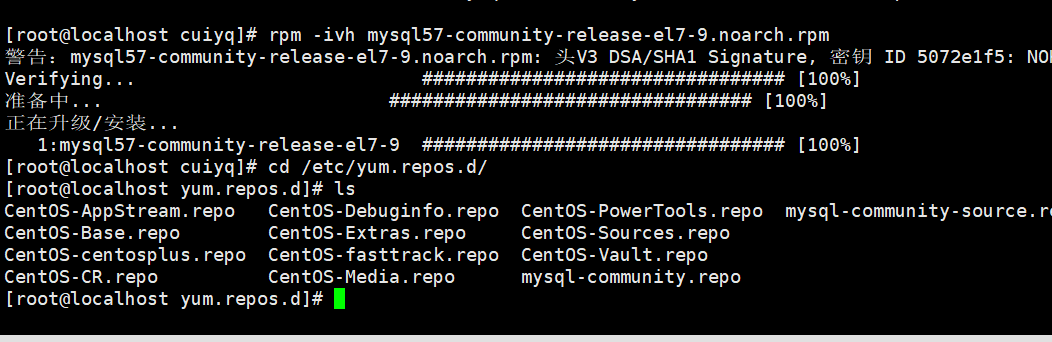 [root@localhost cuiyq]# rpm -ivh mysql57-community-release-el7-9.noarch.rpm
警告：mysql57-community-release-el7-9.noarch.rpm: 头V3 DSA/SHA1 Signature, 密钥 ID 5072e1f5: NO
Verifying... ################################# [100%]
准备中... ################################# [100%]
正在升级/安装...
1:mysql57-community-release-el7-9 ################################# [100%]
[root@localhost cuiyq]# cd /etc/yum.repos.d/
[root@localhost yum.repos.d]# ls
CentOS-AppStream.repo CentOS-Debuginfo.repo CentOS-PowerTools.repo mysql-community-source.re
CentOS-Base.repo CentOS-Extras.repo CentOS-Sources.repo
CentOS-centosplus.repo CentOS-fasttrack.repo CentOS-Vault.repo
CentOS-CR.repo CentOS-Media.repo mysql-community.repo
[root@localhost yum.repos.d]#